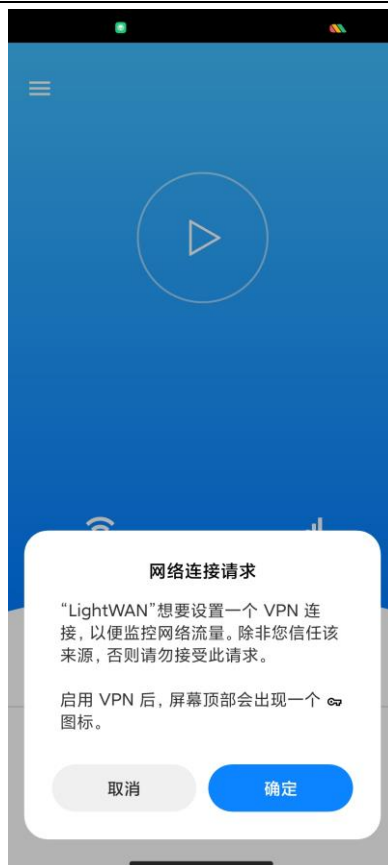 网络连接请求
“LightWAN”想要设置一个 VPN 连
接，以便监控网络流量。除非您信任该
来源，否则请勿接受此请求。
启用 VPN 后，屏幕顶部会出现一个
图标。
取消 确定